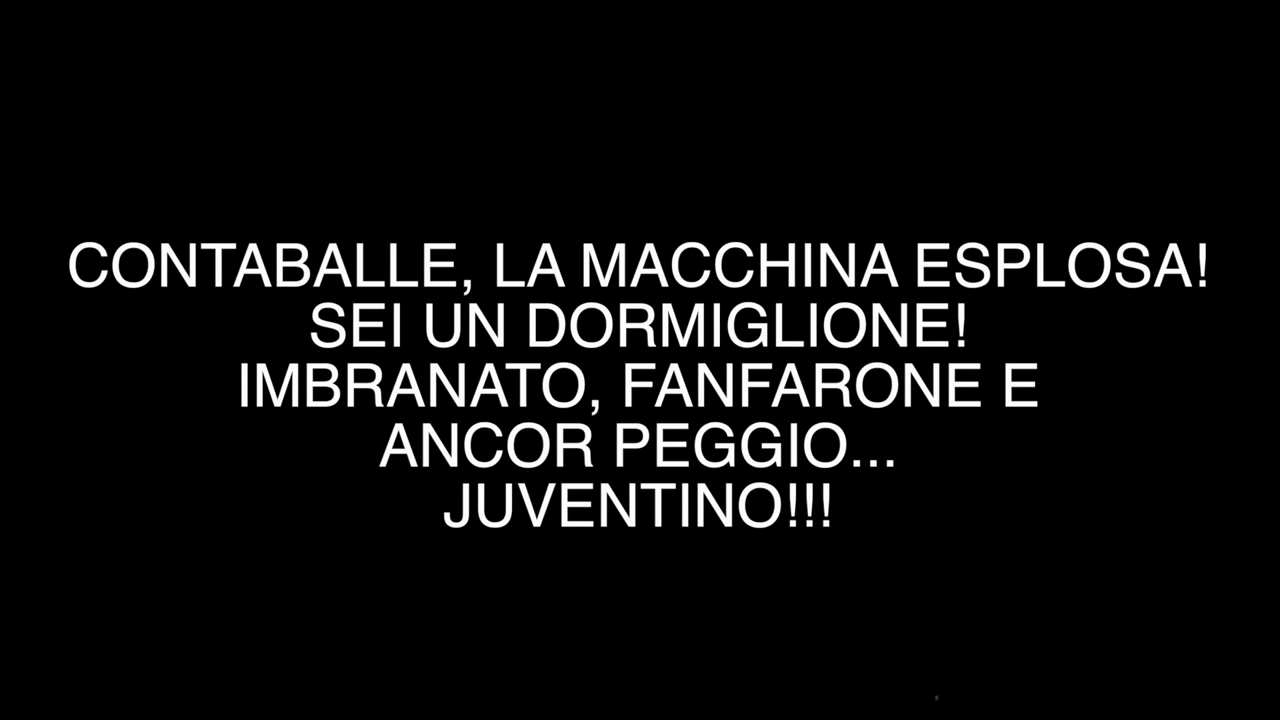 CONTABALLE, LA MACCHINA ESPLOSA!
SEI UN DORMIGLIONE!
IMBRANATO, FANFARONE E
ANCOR PEGGIO...
JUVENTINO!!!